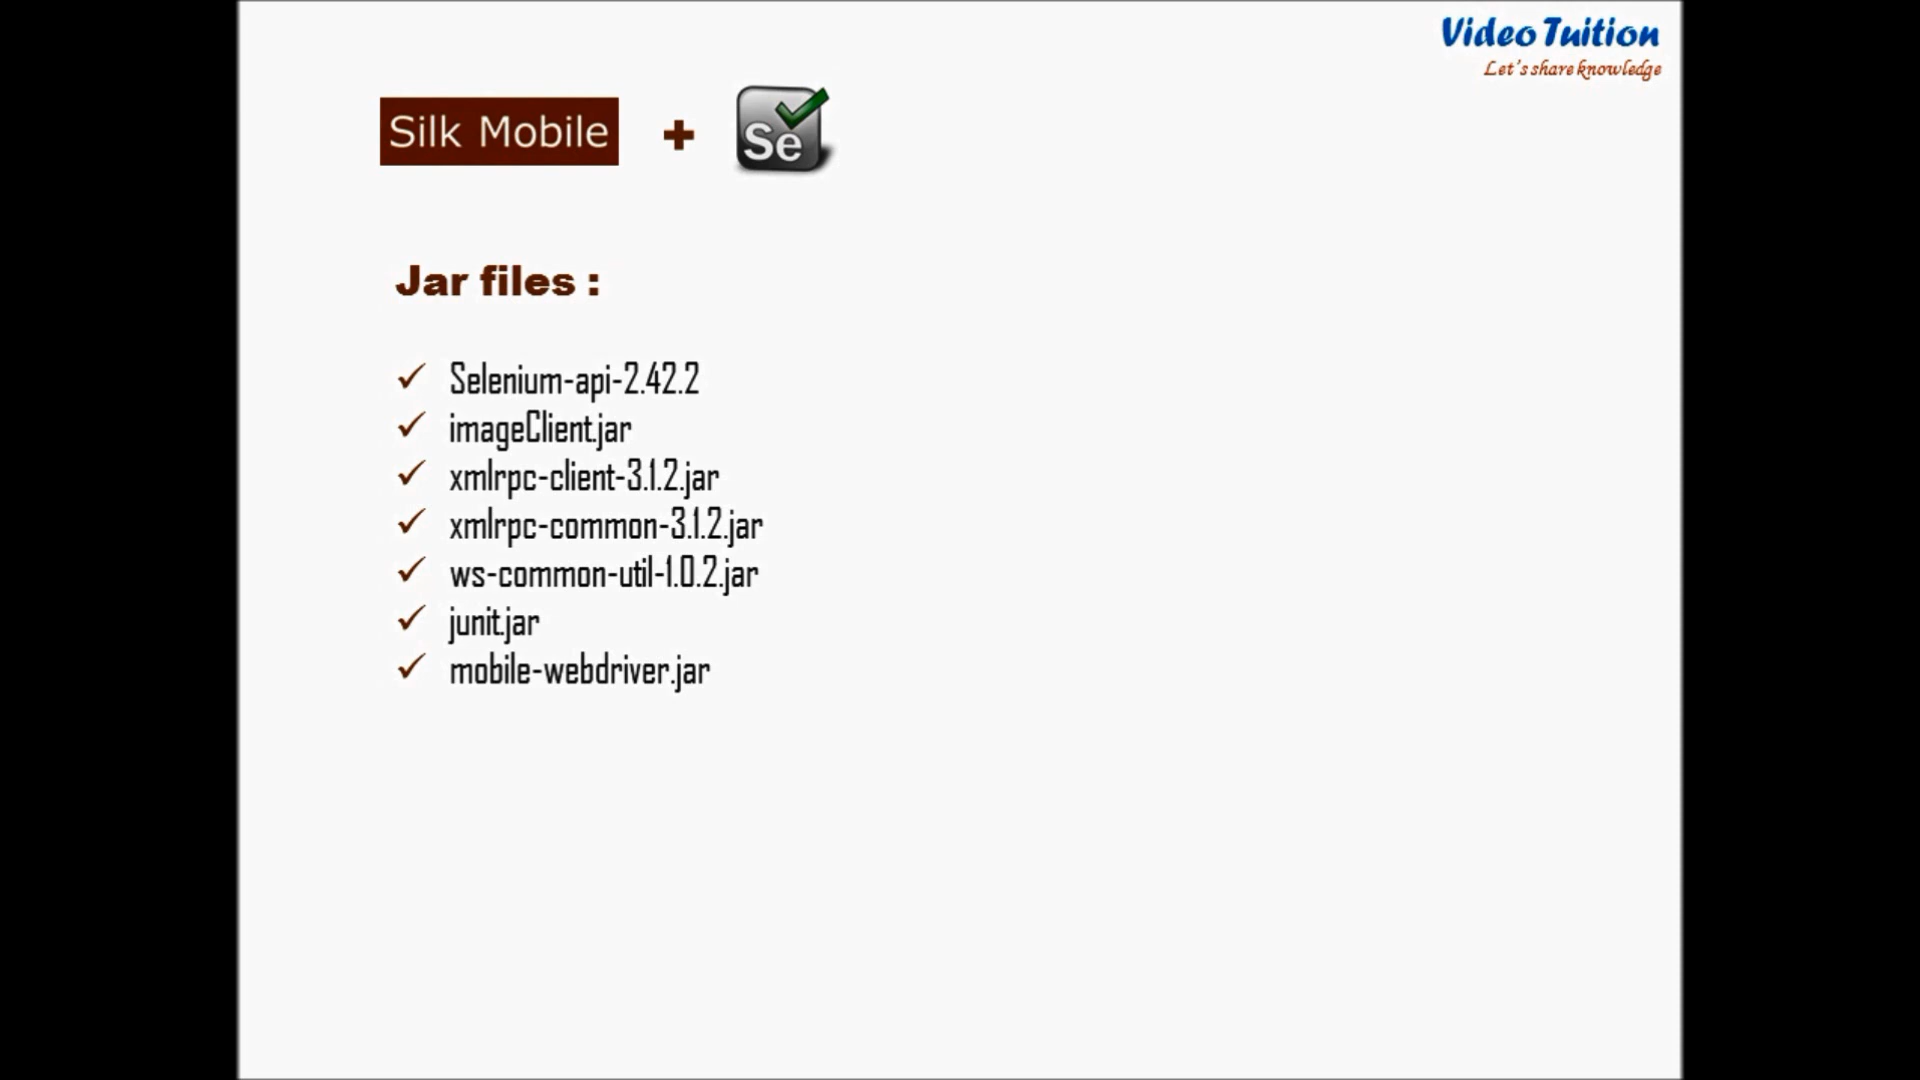 Video Tuition
Let's share knowledge
Silk Mobile + Se
Jar files :
✓ Selenium-api-2.42.2
✓ imageClient.jar
✓ xmlrpc-client-3.1.2.jar
✓ xmlrpc-common-3.1.2.jar
✓ ws-common-util-1.0.2.jar
✓ junit.jar
✓ mobile-webdriver.jar